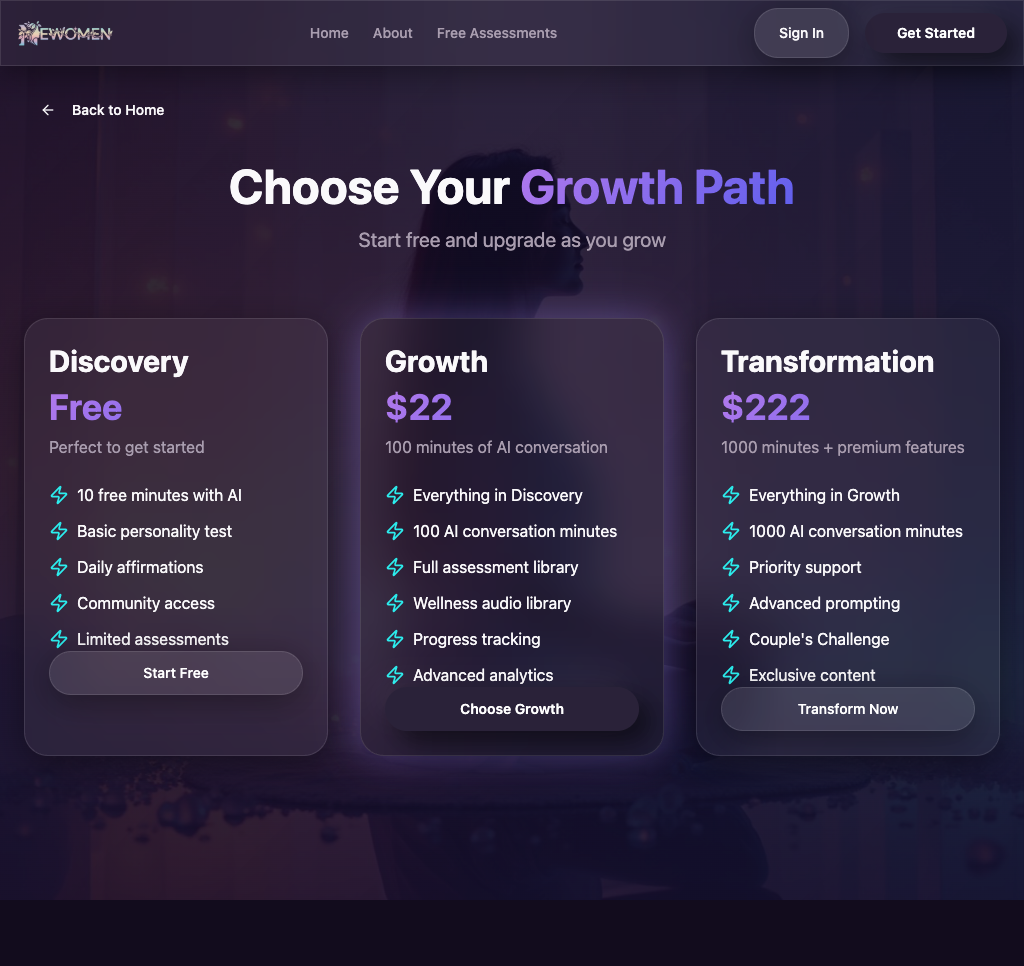 NEWOMEN
Home
About
Free Assessments
Sign In
Get Started
Back to Home
Choose Your Growth Path
Start free and upgrade as you grow
Discovery
Free
Perfect to get started
10 free minutes with AI
Basic personality test
Daily affirmations
Community access
Limited assessments
Start Free
Growth
$22
100 minutes of AI conversation
Everything in Discovery
100 AI conversation minutes
Full assessment library
Wellness audio library
Progress tracking
Advanced analytics
Choose Growth
Transformation
$222
1000 minutes + premium features
Everything in Growth
1000 AI conversation minutes
Priority support
Advanced prompting
Couple's Challenge
Exclusive content
Transform Now